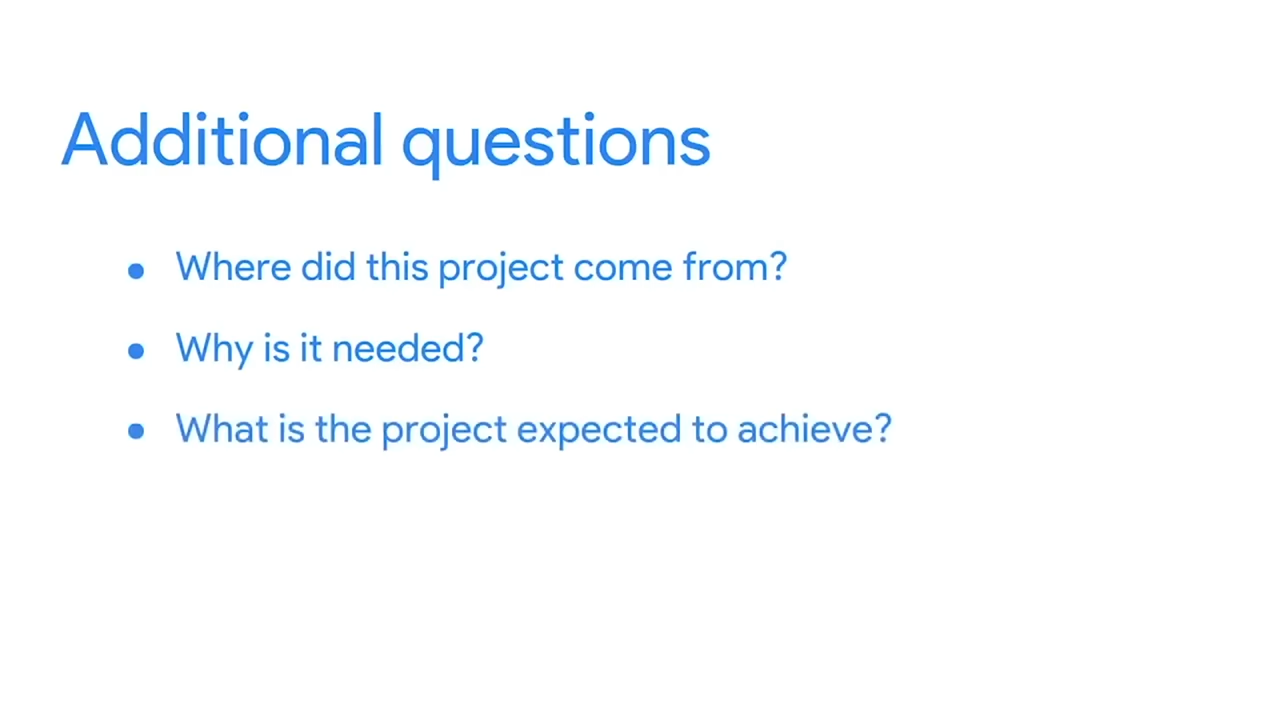 Additional questions
• Where did this project come from?
• Why is it needed?
• What is the project expected to achieve?